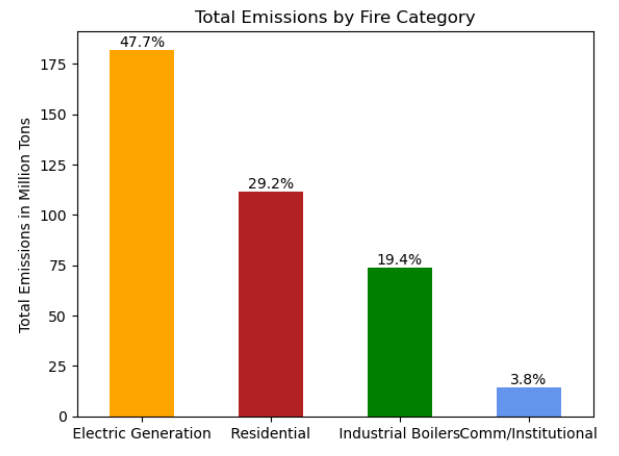 Total Emissions by Fire Category
Total Emissions in Million Tons
175
150
125
100
75
50
25
0
47.7%
29.2%
19.4%
3.8%
Electric Generation
Residential
Industrial Boilers
Comm/Institutional